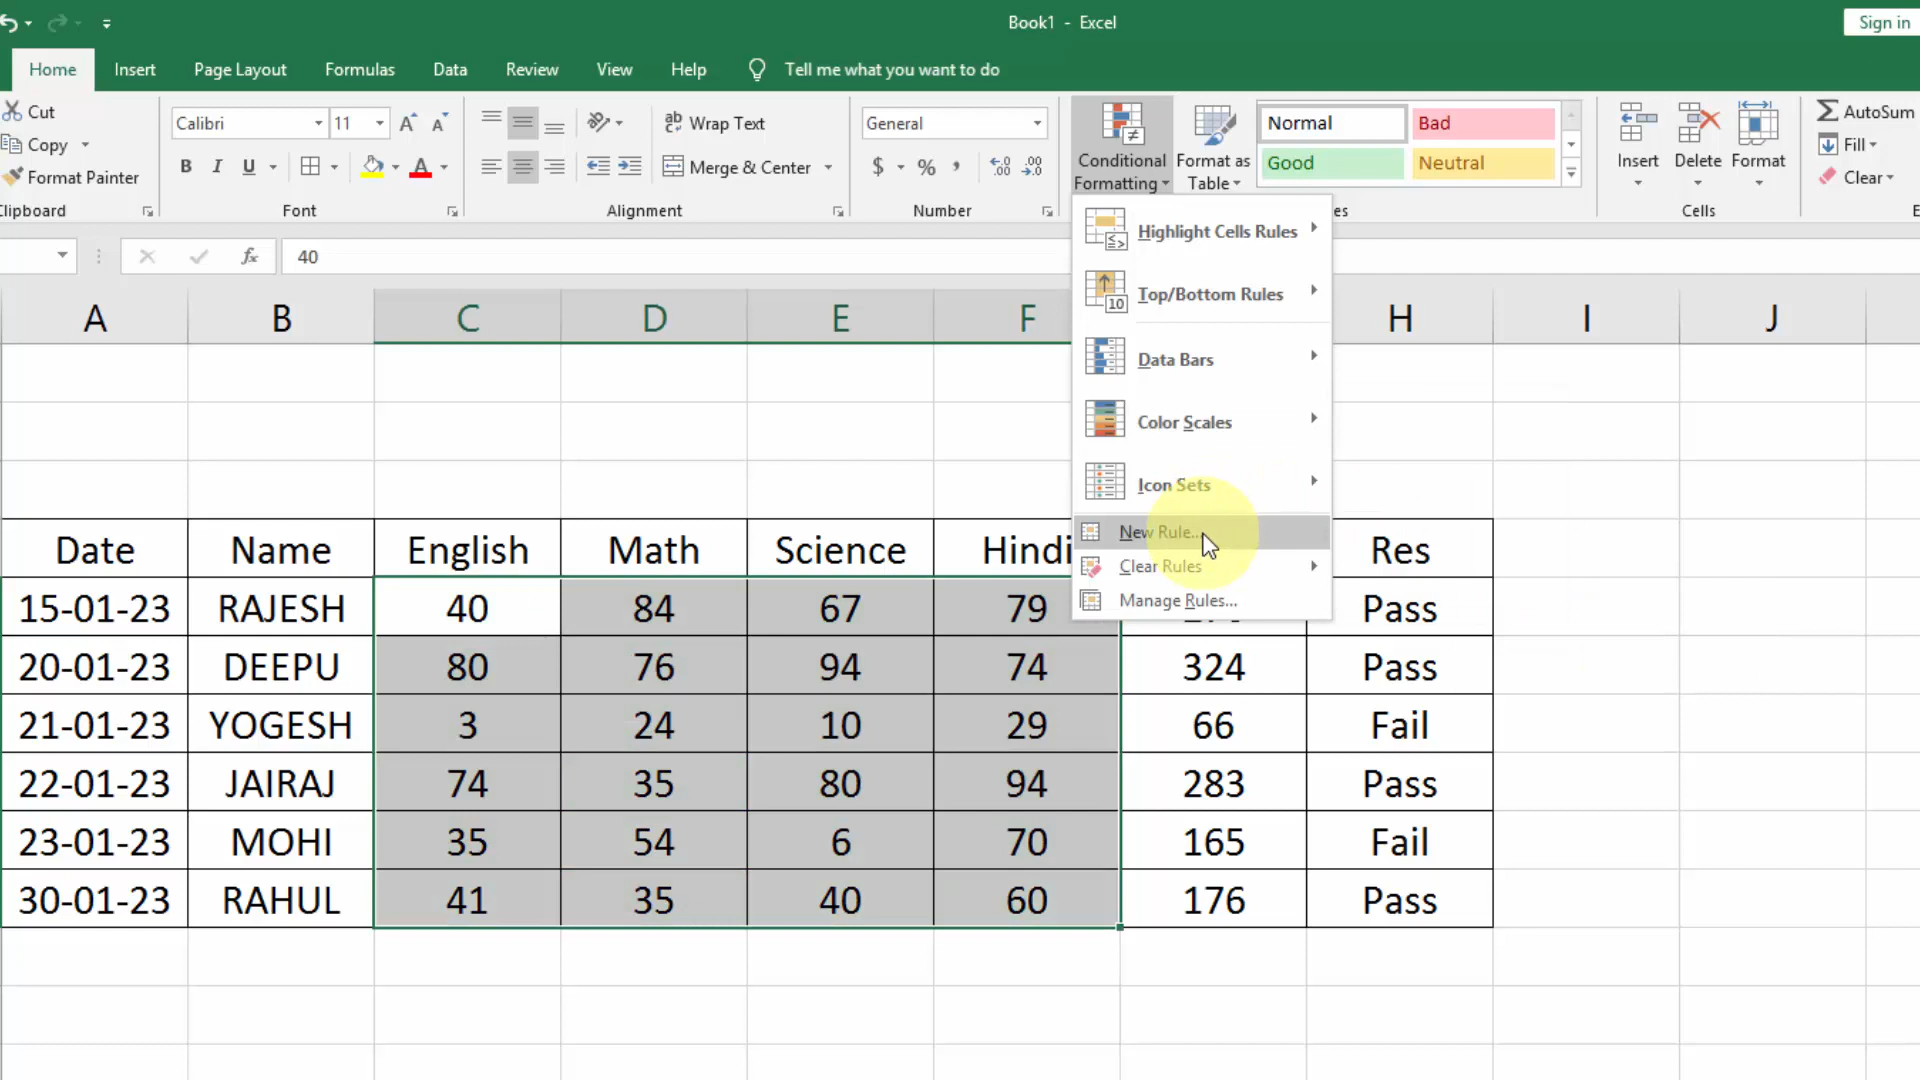 Book1 - Excel
Sign in
Home Insert Page Layout Formulas Data Review View Help Tell me what you want to do
Cut
Copy
Format Painter
Calibri 11
B I U A
Font
ab Wrap Text
Merge & Center
Alignment
General
$ % ,
Number
Conditional Formatting
Format as Table
Normal Bad
Good Neutral
Insert Delete Format
Cells
AutoSum
Fill
Clear
fx 40
Highlight Cells Rules
Top/Bottom Rules
Data Bars
Color Scales
Icon Sets
New Rule...
Clear Rules
Manage Rules...
A B C D E F H I J
Date Name English Math Science Hindi Res
15-01-23 RAJESH 40 84 67 79 Pass
20-01-23 DEEPU 80 76 94 74 324 Pass
21-01-23 YOGESH 3 24 10 29 66 Fail
22-01-23 JAIRAJ 74 35 80 94 283 Pass
23-01-23 MOHI 35 54 6 70 165 Fail
30-01-23 RAHUL 41 35 40 60 176 Pass